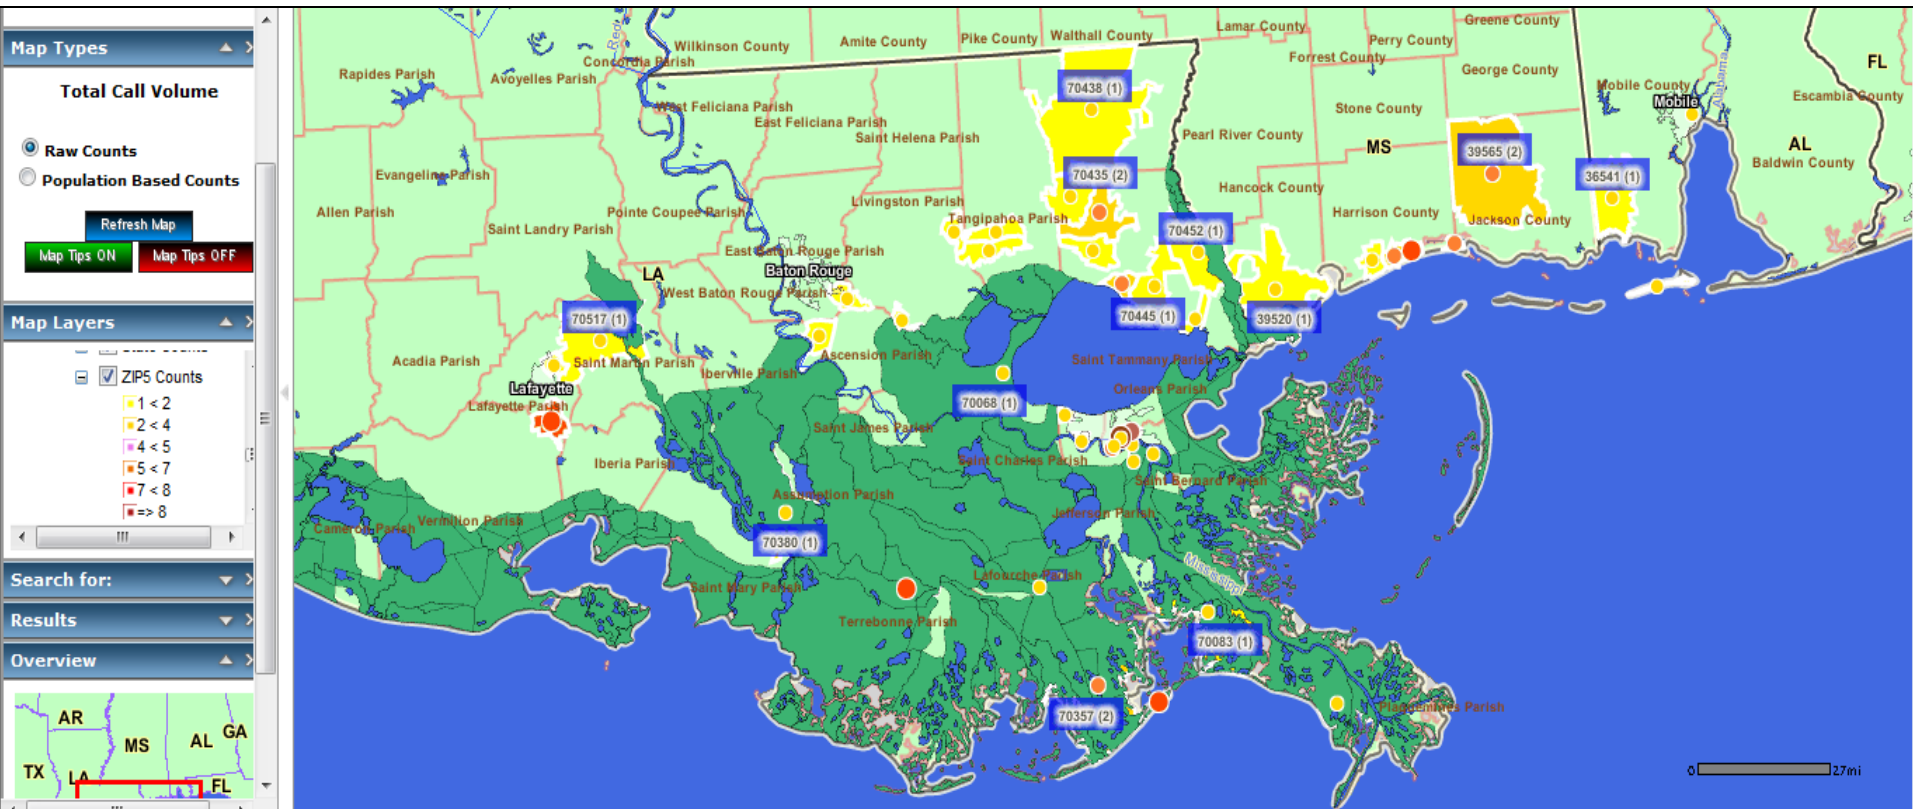 Map Types
Total Call Volume
Raw Counts
Population Based Counts
Refresh Map
Map Tips ON
Map Tips OFF
Map Layers
ZIP5 Counts
1 < 2
2 < 4
4 < 5
5 < 7
7 < 8
=> 8
Search for:
Results
Overview
AR
MS
AL
GA
TX
LA
FL
Wilkinson County
Amite County
Pike County
Walthall County
Lamar County
Greene County
Perry County
Forrest County
George County
FL
Concordia Parish
Red
Rapides Parish
Avoyelles Parish
70438 (1)
Mobile County
Mobile
Alabama
Escambia County
West Feliciana Parish
East Feliciana Parish
Saint Helena Parish
Stone County
Pearl River County
MS
AL
Baldwin County
39565 (2)
Evangeline Parish
70435 (2)
36541 (1)
Hancock County
Allen Parish
Pointe Coupee Parish
Livingston Parish
Tangipahoa Parish
Harrison County
Jackson County
Saint Landry Parish
70452 (1)
East Baton Rouge Parish
LA
Baton Rouge
West Baton Rouge Parish
70517 (1)
70445 (1)
39520 (1)
Acadia Parish
Saint Martin Parish
Ascension Parish
Iberville Parish
Saint Tammany Parish
Orleans Parish
Lafayette
Lafayette Parish
70068 (1)
Saint James Parish
Iberia Parish
Saint Charles Parish
Saint Bernard Parish
Assumption Parish
Jefferson Parish
Cameron Parish
Vermilion Parish
70380 (1)
Mississippi
Lafourche Parish
Saint Mary Parish
Terrebonne Parish
70083 (1)
70357 (2)
Plaquemines Parish
0
27mi